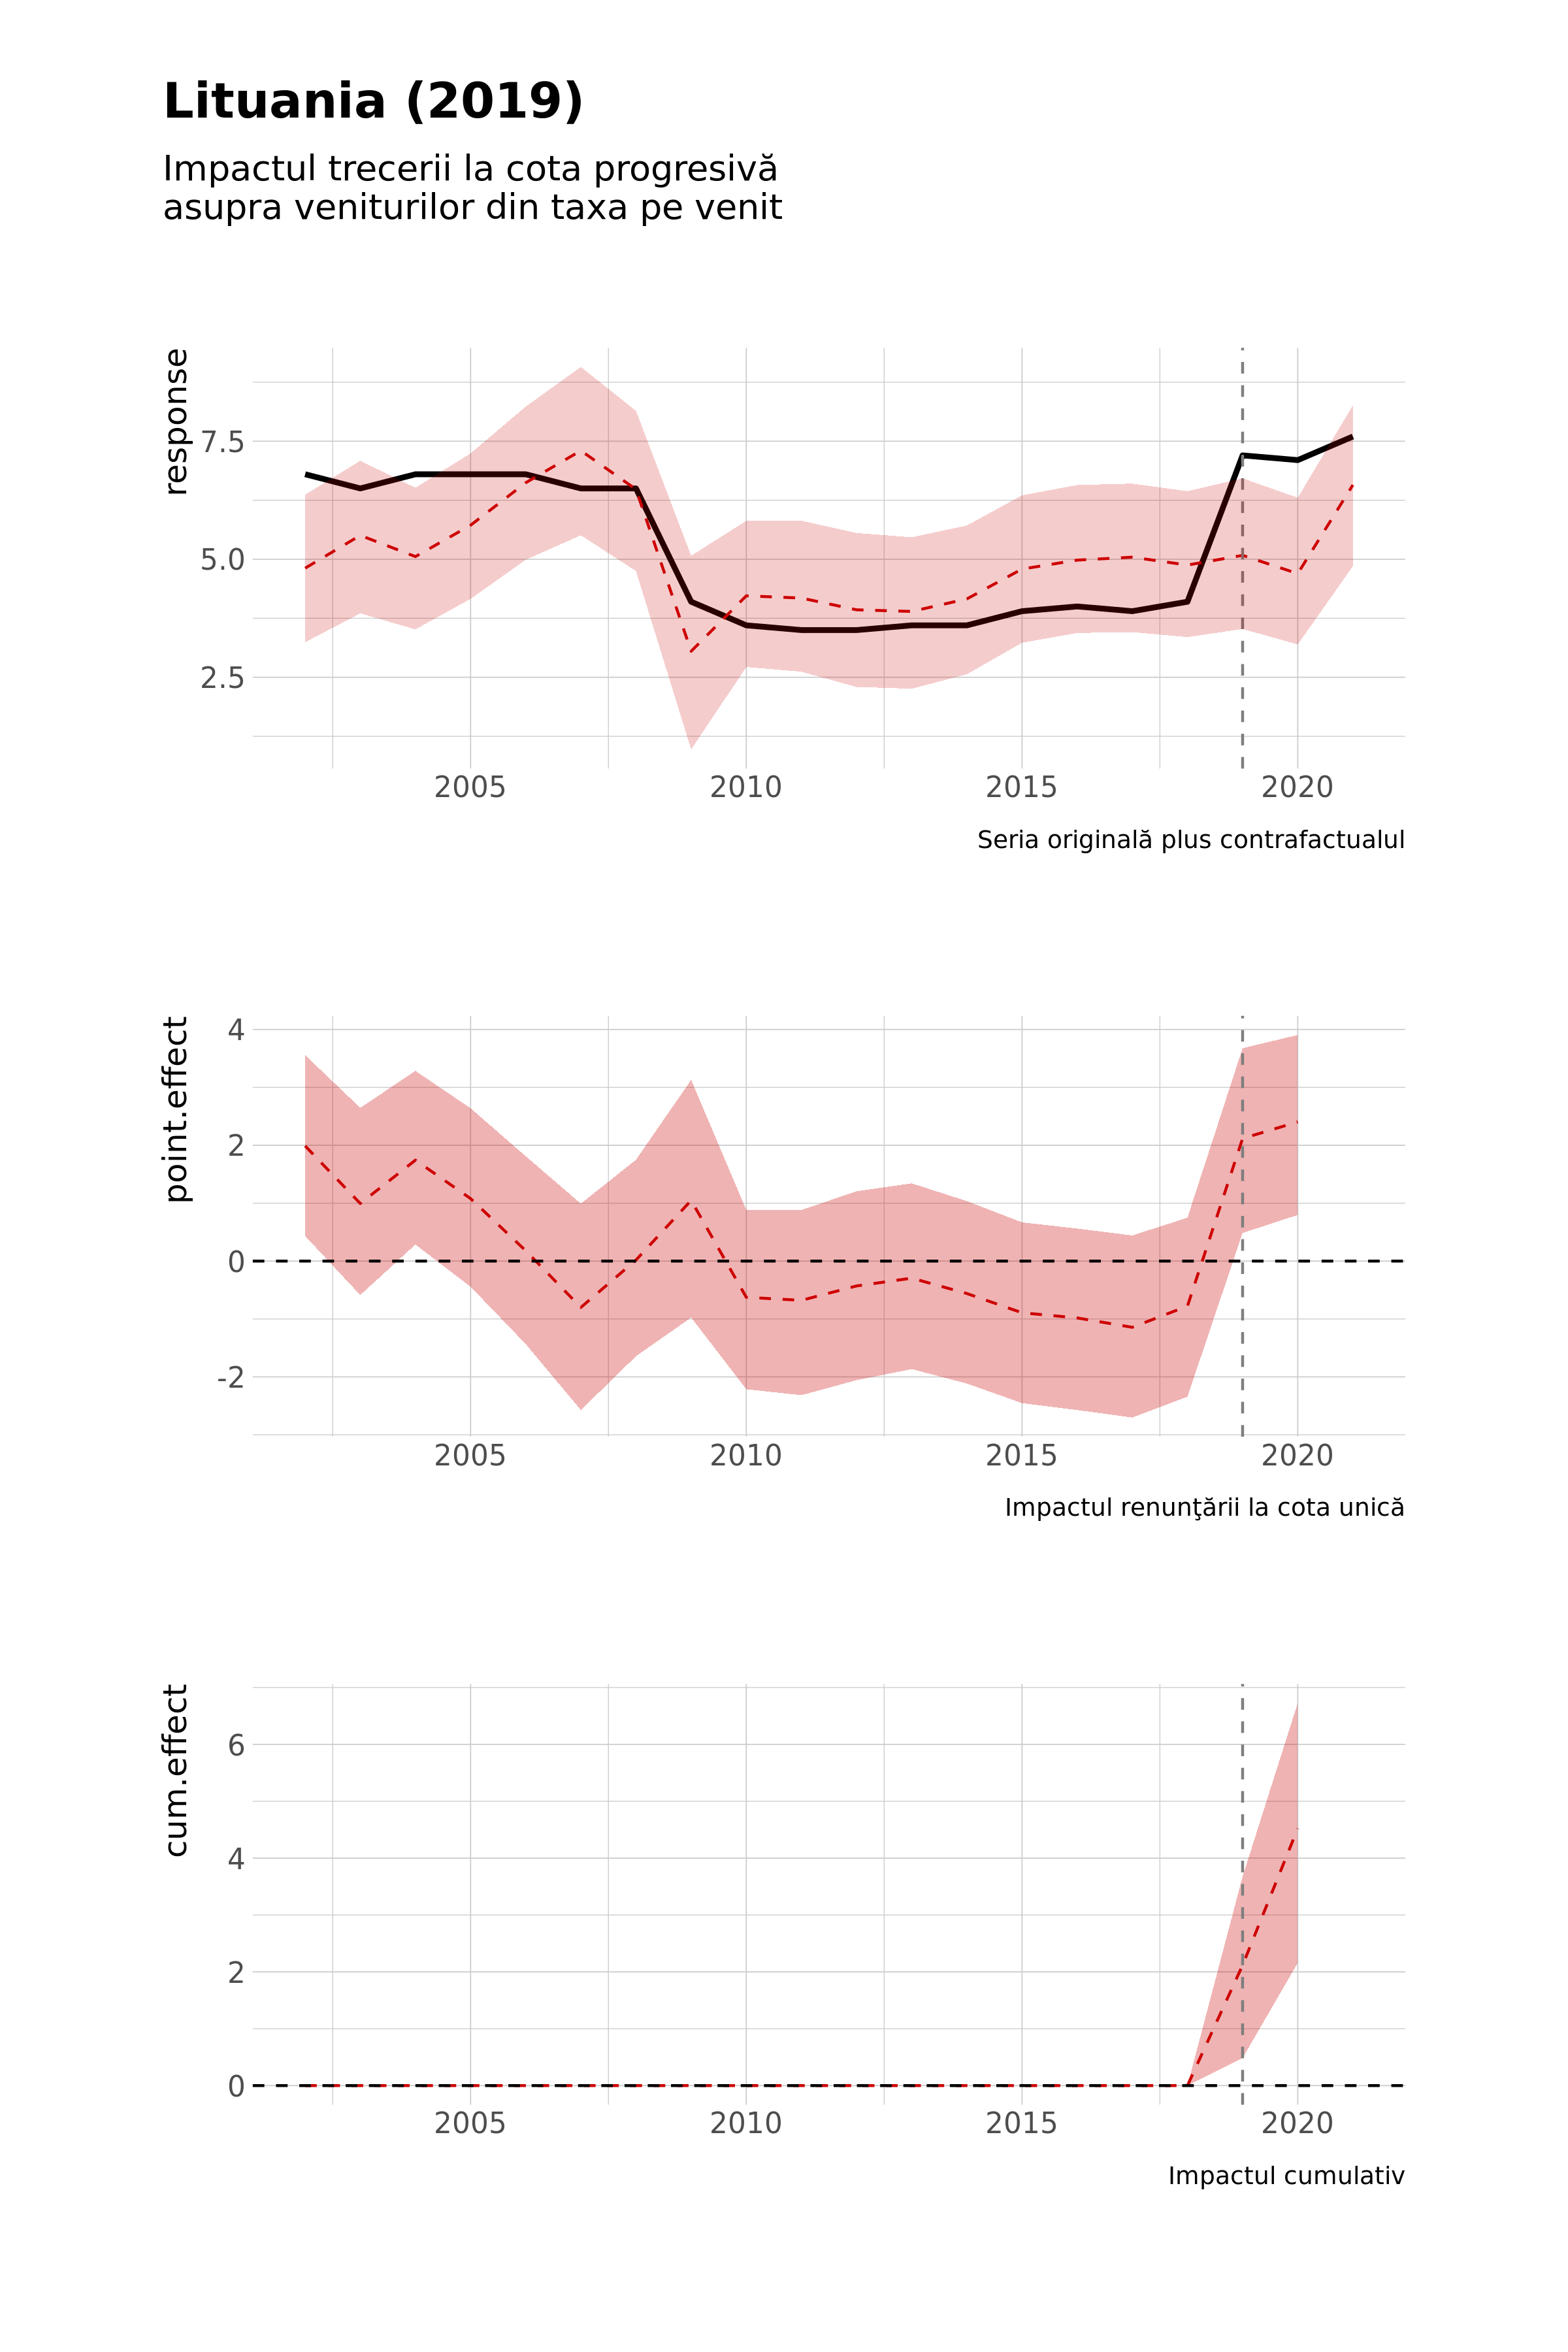 Lituania (2019)
Impactul trecerii la cota progresivă
asupra veniturilor din taxa pe venit
response
7.5
5.0
2.5
2005 2010 2015 2020
Seria originală plus contrafactualul
point.effect
4
2
0
-2
2005 2010 2015 2020
Impactul renunţării la cota unică
cum.effect
6
4
2
0
2005 2010 2015 2020
Impactul cumulativ